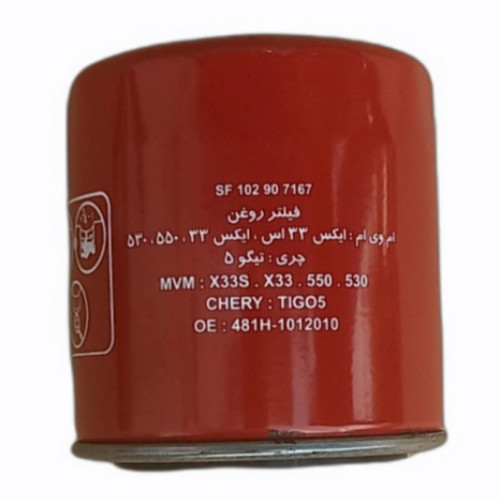 SF 102 90 7167
فیلتر روغن
ام وی ام : ایکس ۳۳ اس ، ایکس ۳۳ ، ۵۵۰ ، ۵۳۰
چری : تیگو ۵
MVM : X33S . X33 . 550 . 530
CHERY : TIGO5
OE : 481H-1012010